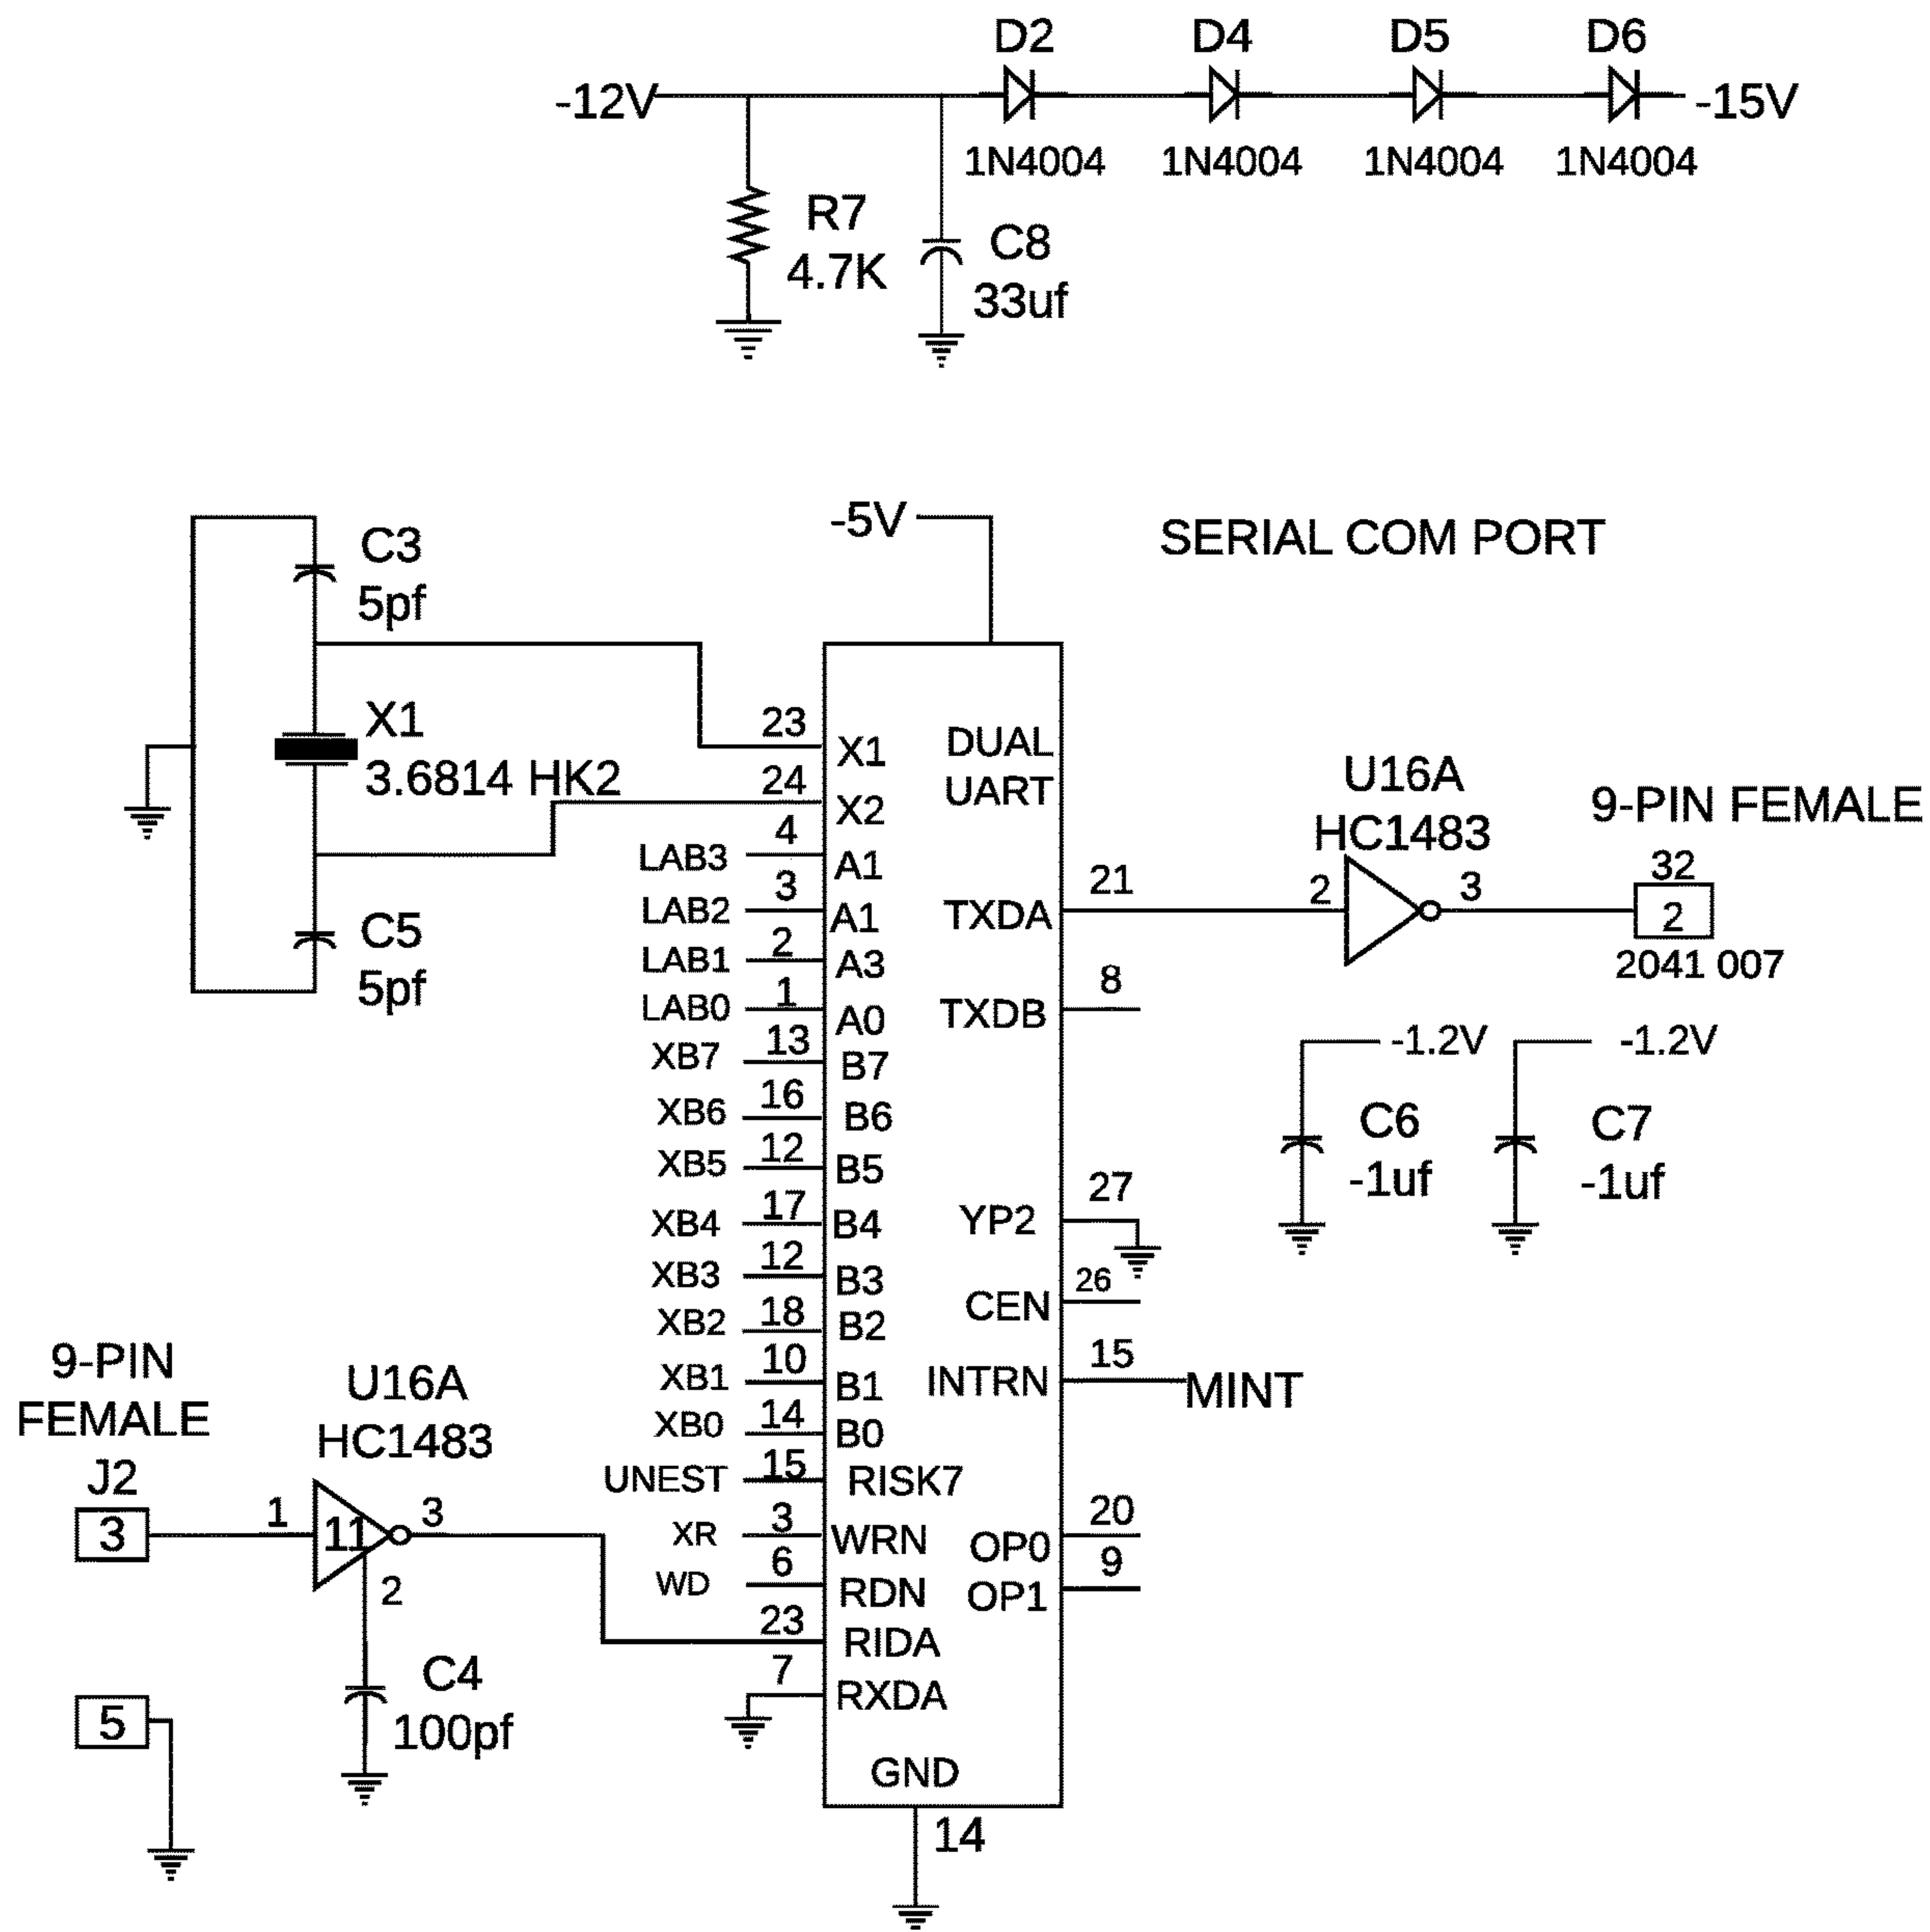 D2 D4 D5 D6
-12V -15V
1N4004 1N4004 1N4004 1N4004
R7
4.7K
C8
33uf
-5V
SERIAL COM PORT
C3
5pf
X1
3.6814 HK2
C5
5pf
DUAL
UART
23 X1
24 X2
LAB3 4 A1
LAB2 3 A1
LAB1 2 A3
LAB0 1 A0
XB7 13 B7
XB6 16 B6
XB5 12 B5
XB4 17 B4
XB3 12 B3
XB2 18 B2
XB1 10 B1
XB0 14 B0
UNEST 15 RISK7
XR 3 WRN
WD 6 RDN
23 RIDA
7 RXDA
GND
14
TXDA 21
TXDB 8
YP2 27
CEN 26
INTRN 15 MINT
OP0 20
OP1 9
U16A
HC1483
2 3
9-PIN FEMALE
32
2
2041 007
-1.2V -1.2V
C6
-1uf
C7
-1uf
9-PIN
FEMALE
J2
3
U16A
HC1483
1 11 3
2
C4
100pf
5